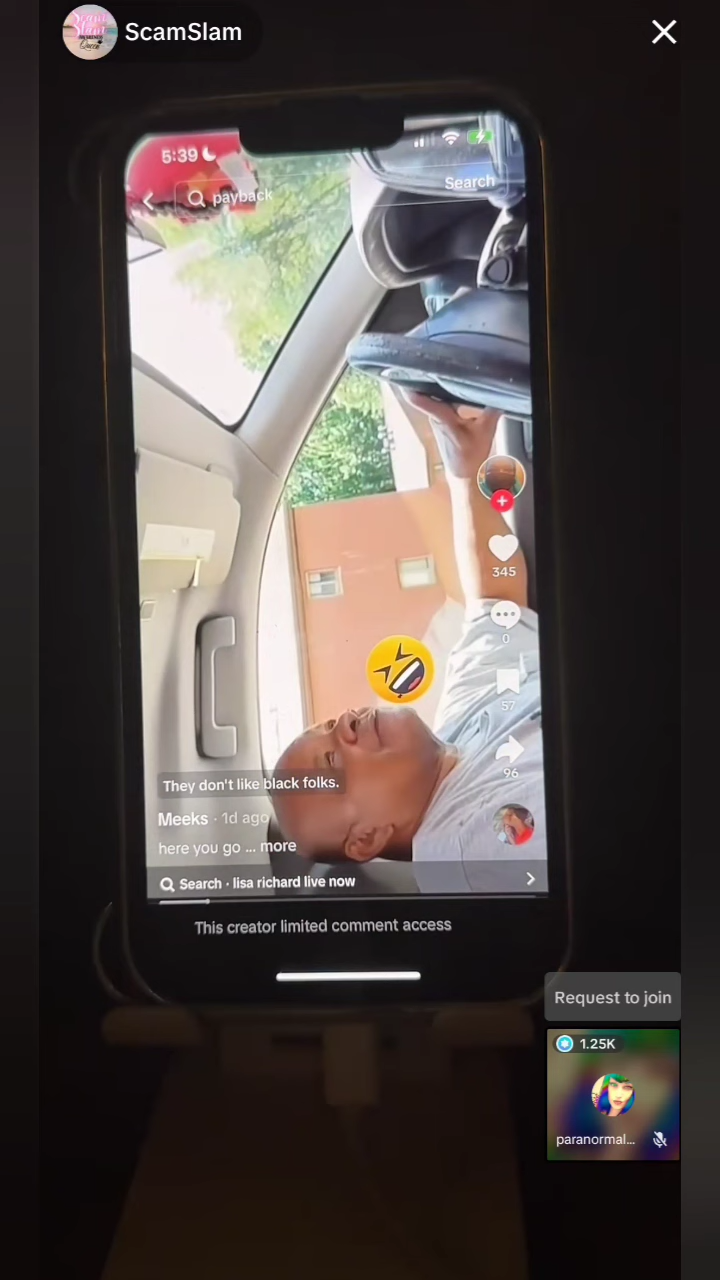 ScamSlam
5:39
payback
Search
345
0
57
96
They don't like black folks.
Meeks · 1d ago
here you go ... more
Search · lisa richard live now
This creator limited comment access
Request to join
1.25K
paranormal...